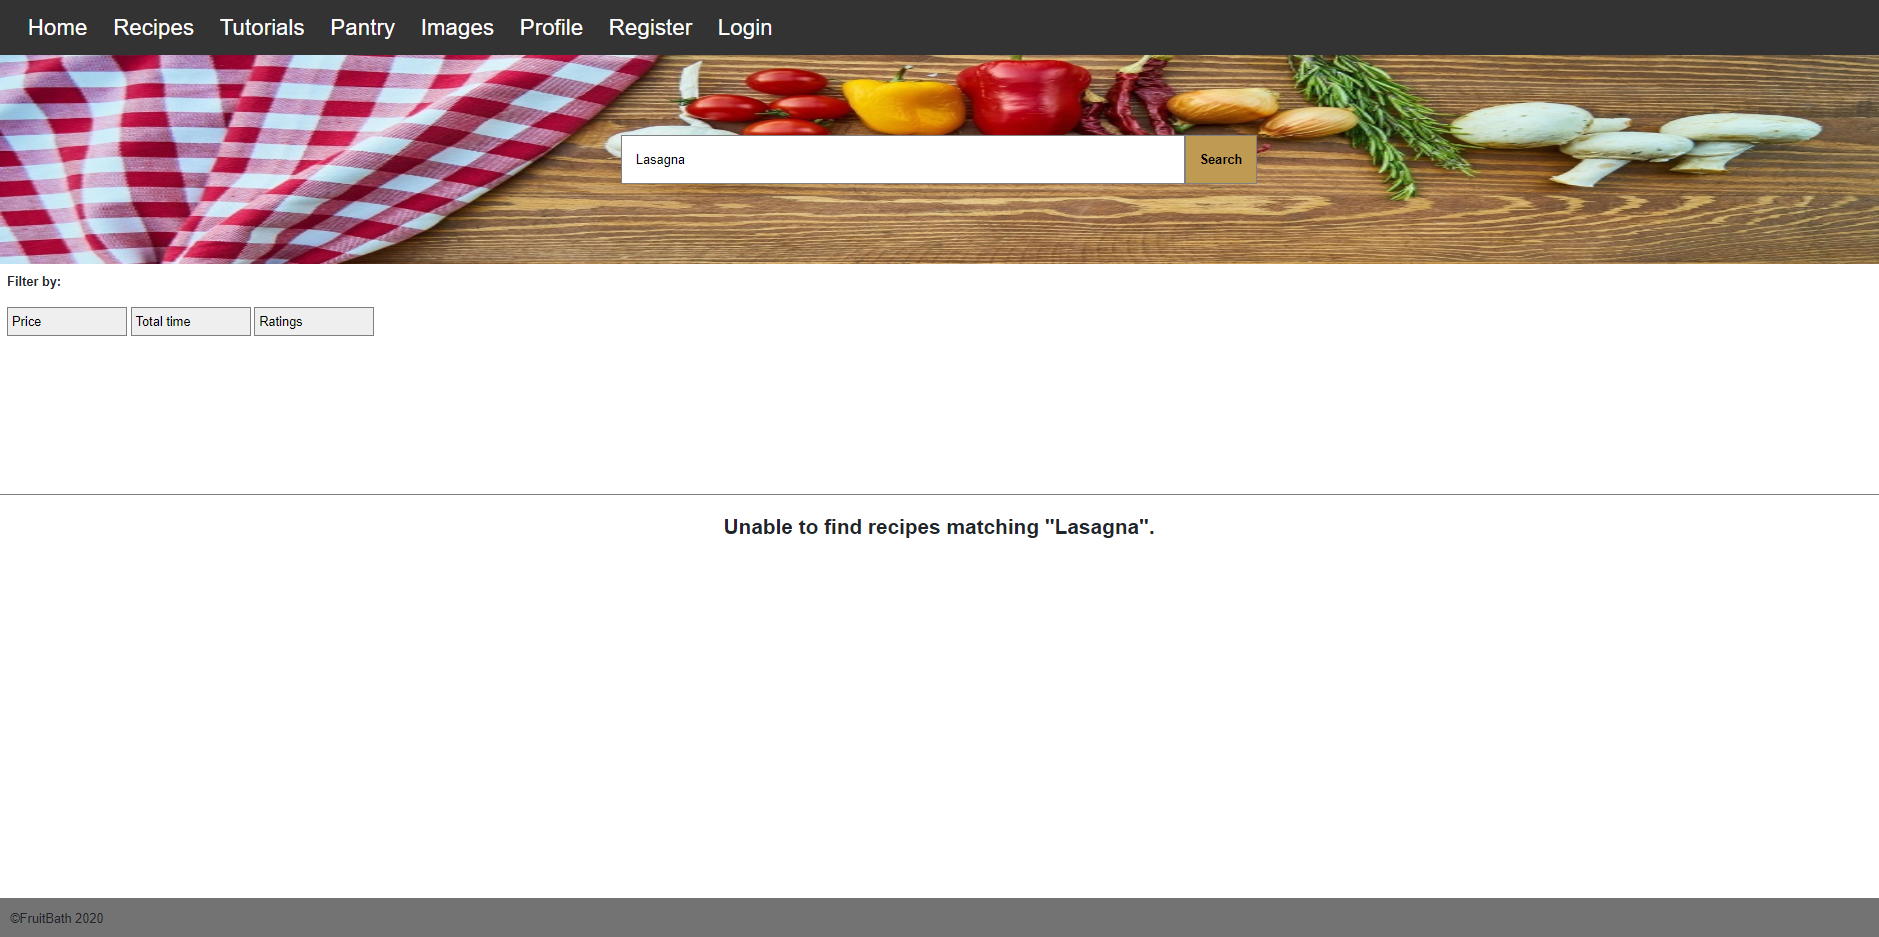 Home Recipes Tutorials Pantry Images Profile Register Login
Lasagna Search
Filter by:
Price Total time Ratings
Unable to find recipes matching "Lasagna".
©FruitBath 2020